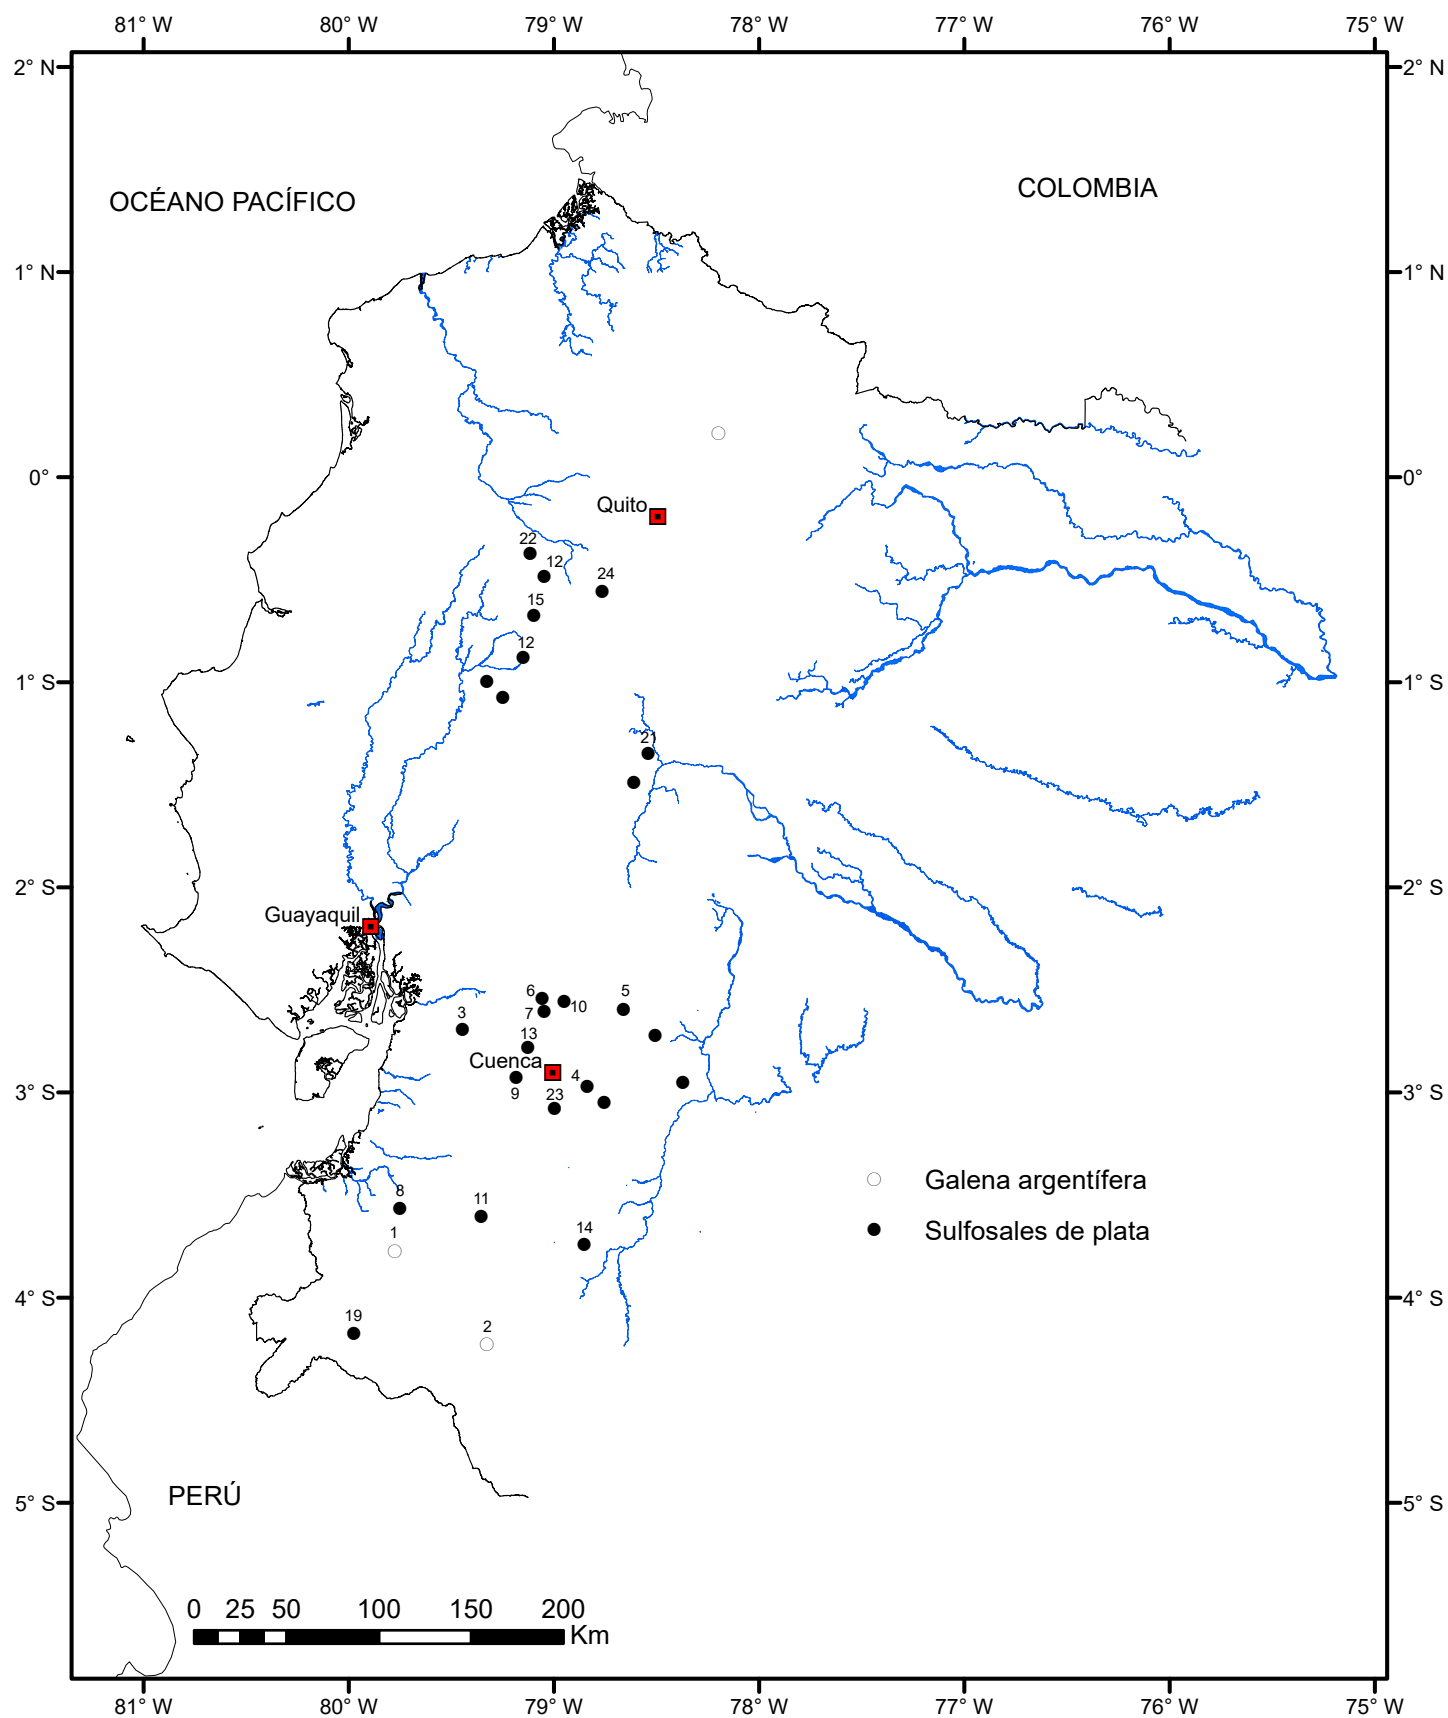 81° W 80° W 79° W 78° W 77° W 76° W 75° W
2° N 2° N
OCÉANO PACÍFICO COLOMBIA
1° N 1° N
0° 0°
Quito
22
12
24
15
12
1° S 1° S
21
2° S 2° S
Guayaquil
6 5
10
3 7
13
Cuenca
4
9 23
3° S 3° S
Galena argentífera
8 11
Sulfosales de plata
14
1
4° S 4° S
19
2
PERÚ
5° S 5° S
0 25 50 100 150 200
Km
81° W 80° W 79° W 78° W 77° W 76° W 75° W